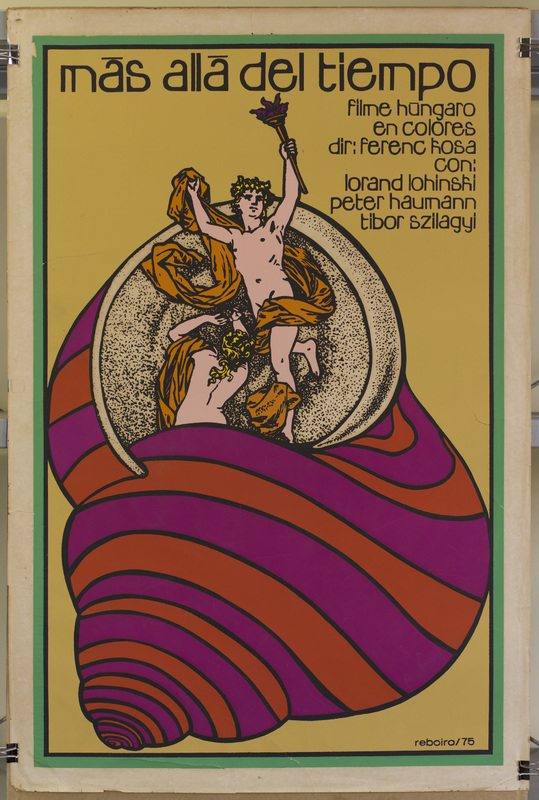 más allá del tiempo
filme húngaro
en colores
dir: ferenc kosa
con:
lorand lohinski
peter haumann
tibor szilagyi
reboiro/75